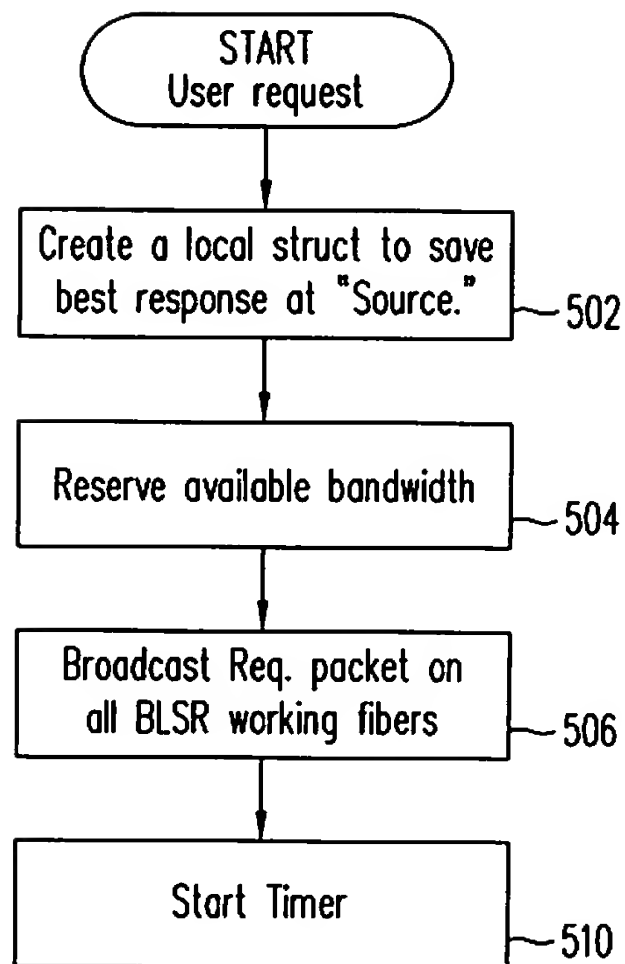 START
User request
Create a local struct to save
best response at "Source."
502
Reserve available bandwidth
504
Broadcast Req. packet on
all BLSR working fibers
506
Start Timer
510